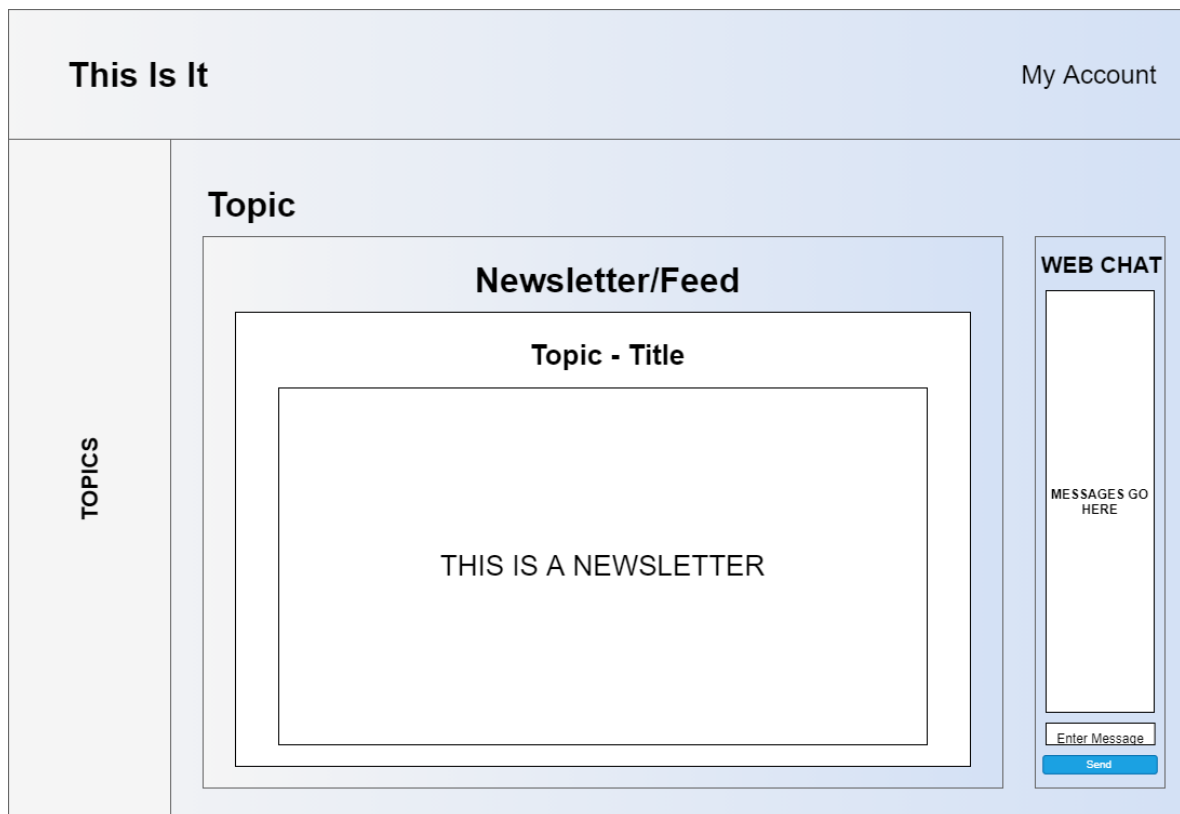 This Is It
My Account
TOPICS
Topic
Newsletter/Feed
Topic - Title
THIS IS A NEWSLETTER
WEB CHAT
MESSAGES GO
HERE
Enter Message
Send